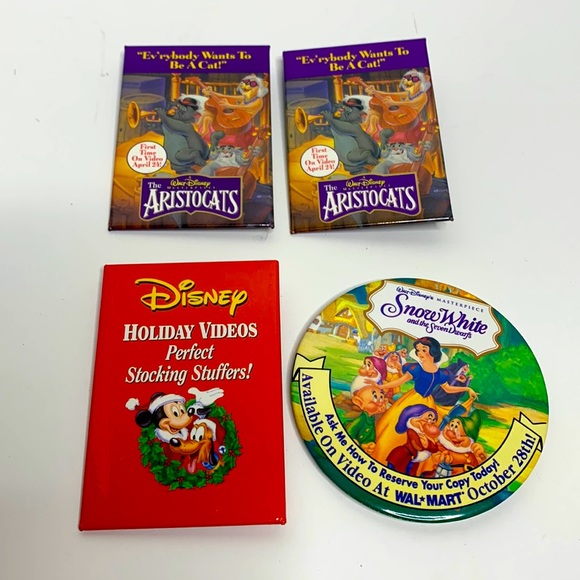 "Ev'rybody Wants To
Be A Cat!"
First
Time
On Video
April 24!
Walt Disney
MASTERPIECE
The
ARISTOCATS
"Ev'rybody Wants To
Be A Cat!"
First
Time
On Video
April 24!
Walt Disney
MASTERPIECE
The
ARISTOCATS
DISNEY
HOLIDAY VIDEOS
Perfect
Stocking Stuffers!
Walt Disney's MASTERPIECE
Snow White
and the Seven Dwarfs
Ask Me How To Reserve Your Copy Today!
Available On Video At WAL★MART October 28th!